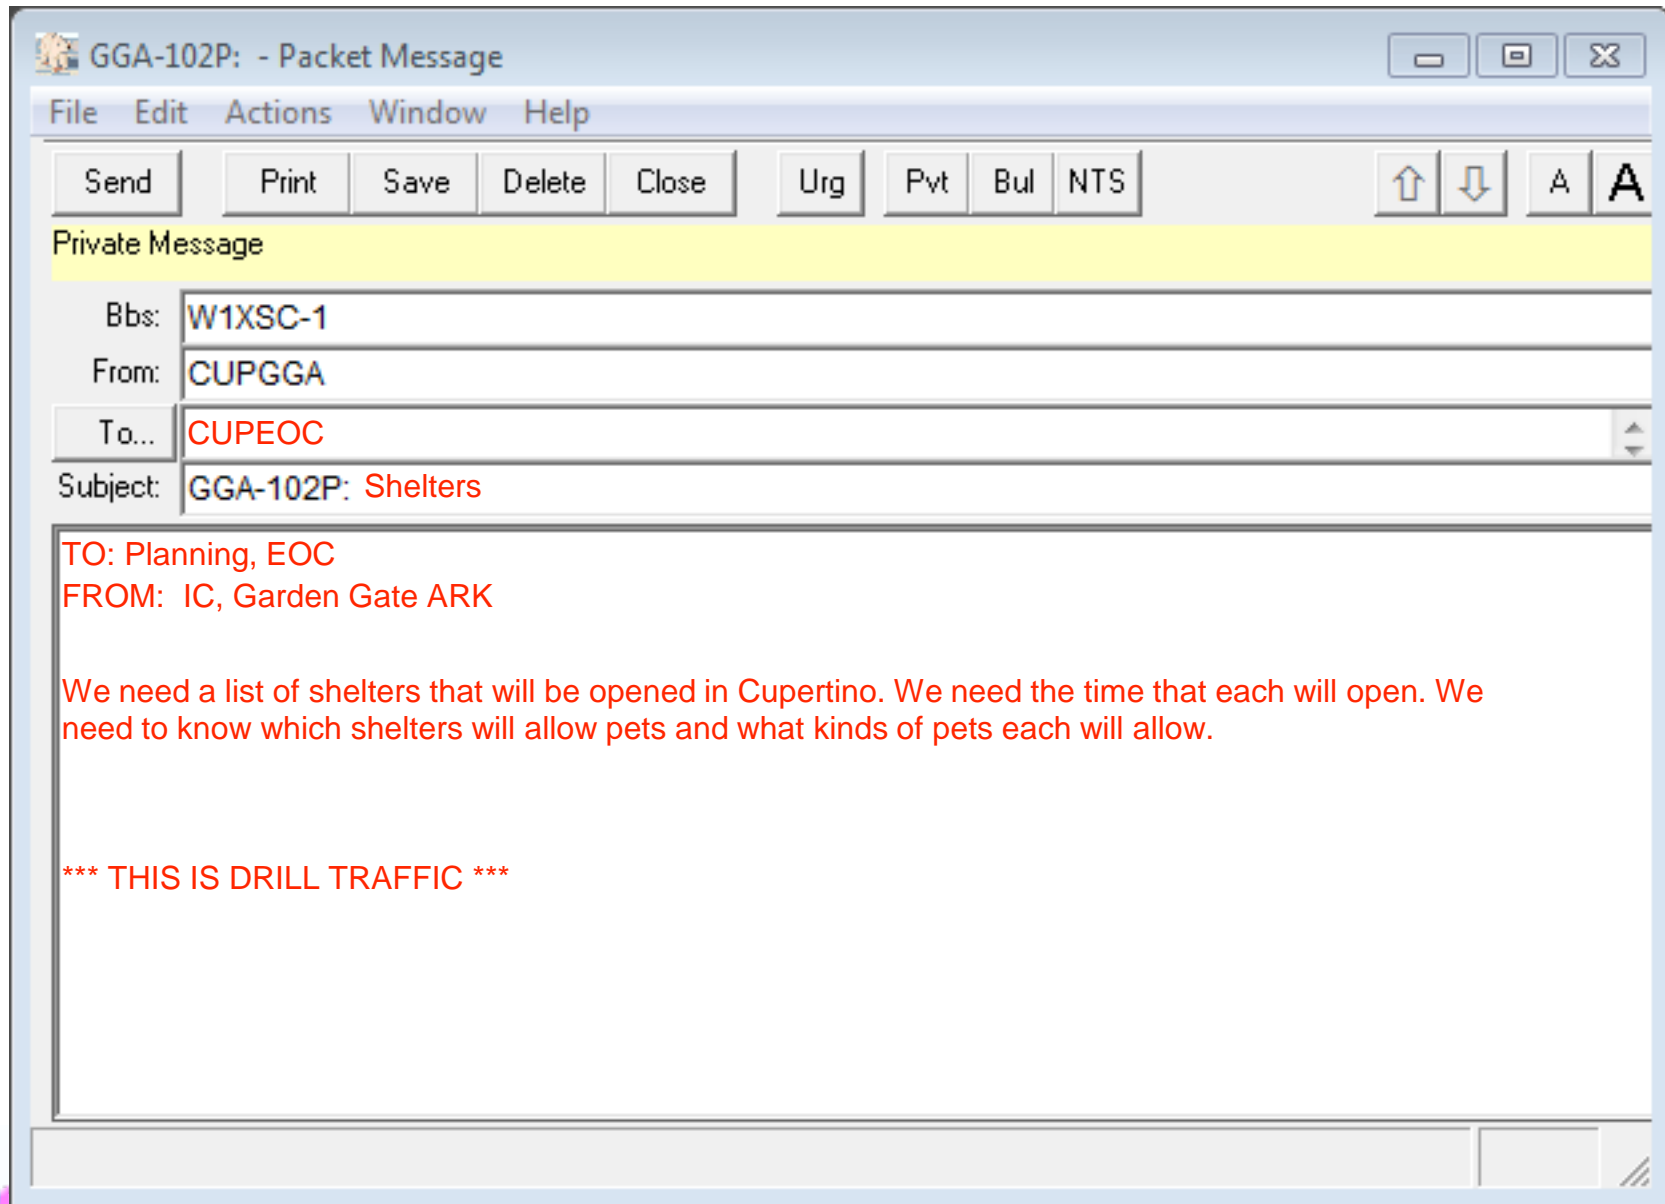 GGA-102P:  - Packet Message
File Edit Actions Window Help
Send Print Save Delete Close Urg Pvt Bul NTS A A
Private Message
Bbs: W1XSC-1
From: CUPGGA
To... CUPEOC
Subject: GGA-102P: Shelters
TO: Planning, EOC
FROM:  IC, Garden Gate ARK
We need a list of shelters that will be opened in Cupertino. We need the time that each will open. We
need to know which shelters will allow pets and what kinds of pets each will allow.
*** THIS IS DRILL TRAFFIC ***